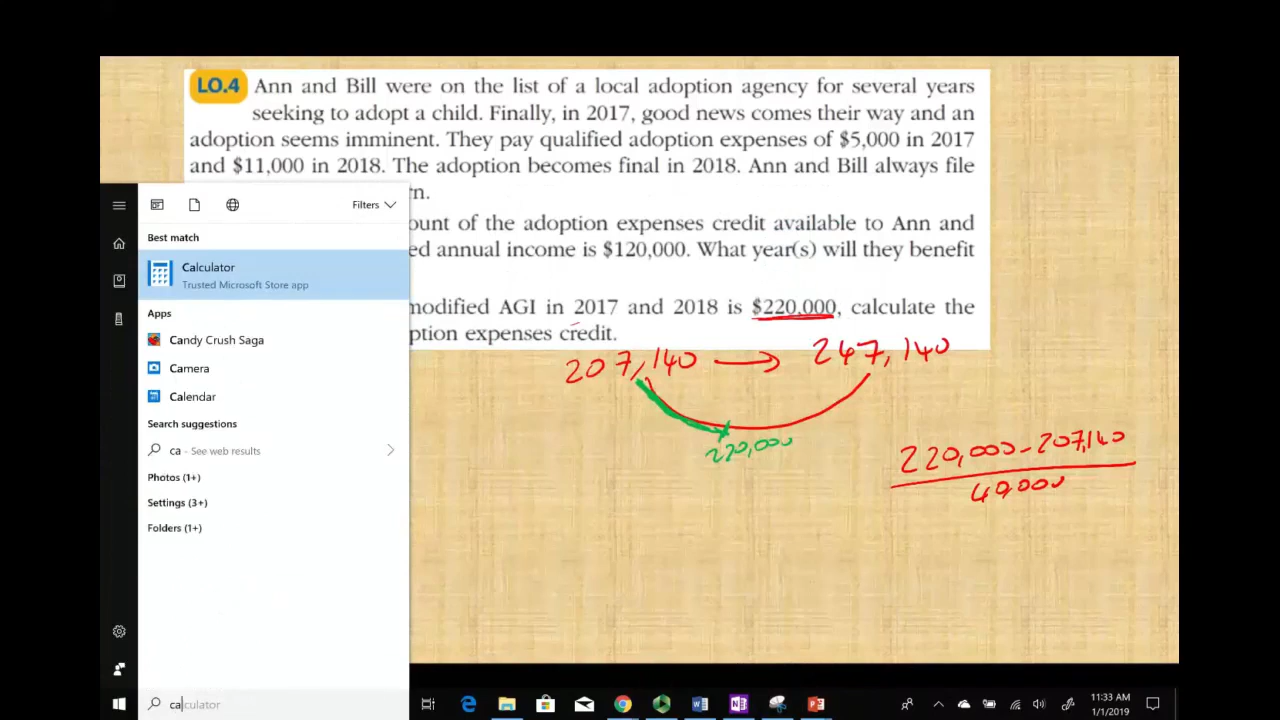 LO.4 Ann and Bill were on the list of a local adoption agency for several years
seeking to adopt a child. Finally, in 2017, good news comes their way and an
adoption seems imminent. They pay qualified adoption expenses of $5,000 in 2017
and $11,000 in 2018. The adoption becomes final in 2018. Ann and Bill always file
rn.
ount of the adoption expenses credit available to Ann and
ed annual income is $120,000. What year(s) will they benefit
modified AGI in 2017 and 2018 is $220,000, calculate the
ption expenses credit.
207,140 → 247,140
220,000
220,000 - 207,140
40,000
Filters
Best match
Calculator
Trusted Microsoft Store app
Apps
Candy Crush Saga
Camera
Calendar
Search suggestions
ca - See web results
Photos (1+)
Settings (3+)
Folders (1+)
calculator
11:33 AM
1/1/2019